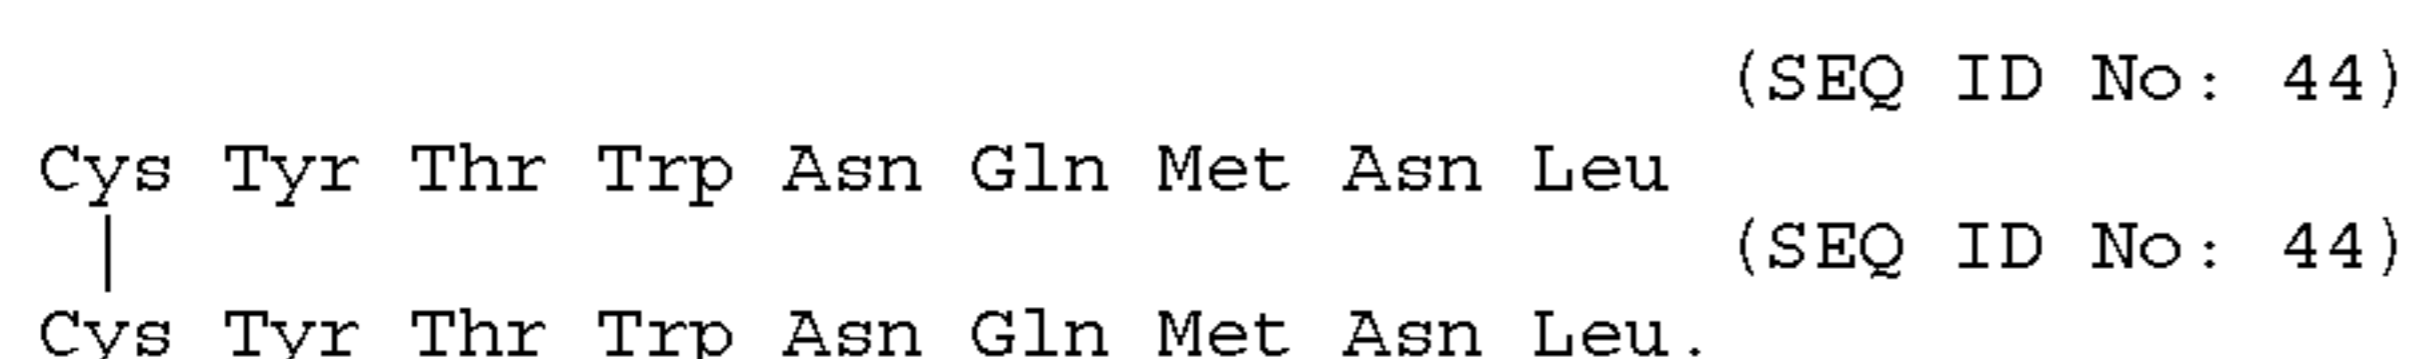 (SEQ ID No: 44)
Cys Tyr Thr Trp Asn Gln Met Asn Leu
|
(SEQ ID No: 44)
Cys Tyr Thr Trp Asn Gln Met Asn Leu.